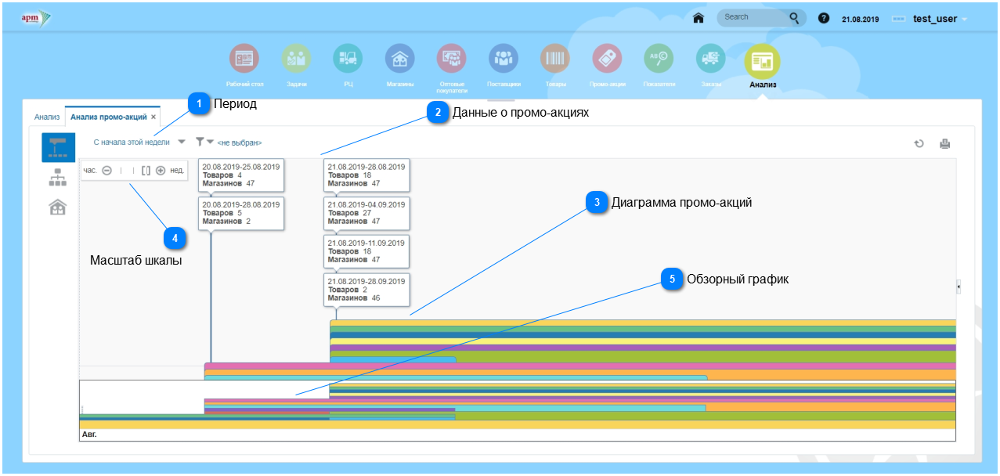 apm
Search
?
21.08.2019
test_user
Рабочий стол
Задачи
РЦ
Магазины
Оптовые
покупатели
Поставщики
Товары
Промо-акции
Показатели
Заказы
Анализ
Анализ
Анализ промо-акций ×
1 Период
2 Данные о промо-акциях
С начала этой недели
<не выбран>
час.
нед.
20.08.2019-25.08.2019
Товаров 4
Магазинов 47
20.08.2019-28.08.2019
Товаров 5
Магазинов 2
21.08.2019-28.08.2019
Товаров 18
Магазинов 47
21.08.2019-04.09.2019
Товаров 27
Магазинов 47
21.08.2019-11.09.2019
Товаров 18
Магазинов 47
21.08.2019-28.09.2019
Товаров 2
Магазинов 46
3 Диаграмма промо-акций
4
Масштаб шкалы
5 Обзорный график
Авг.